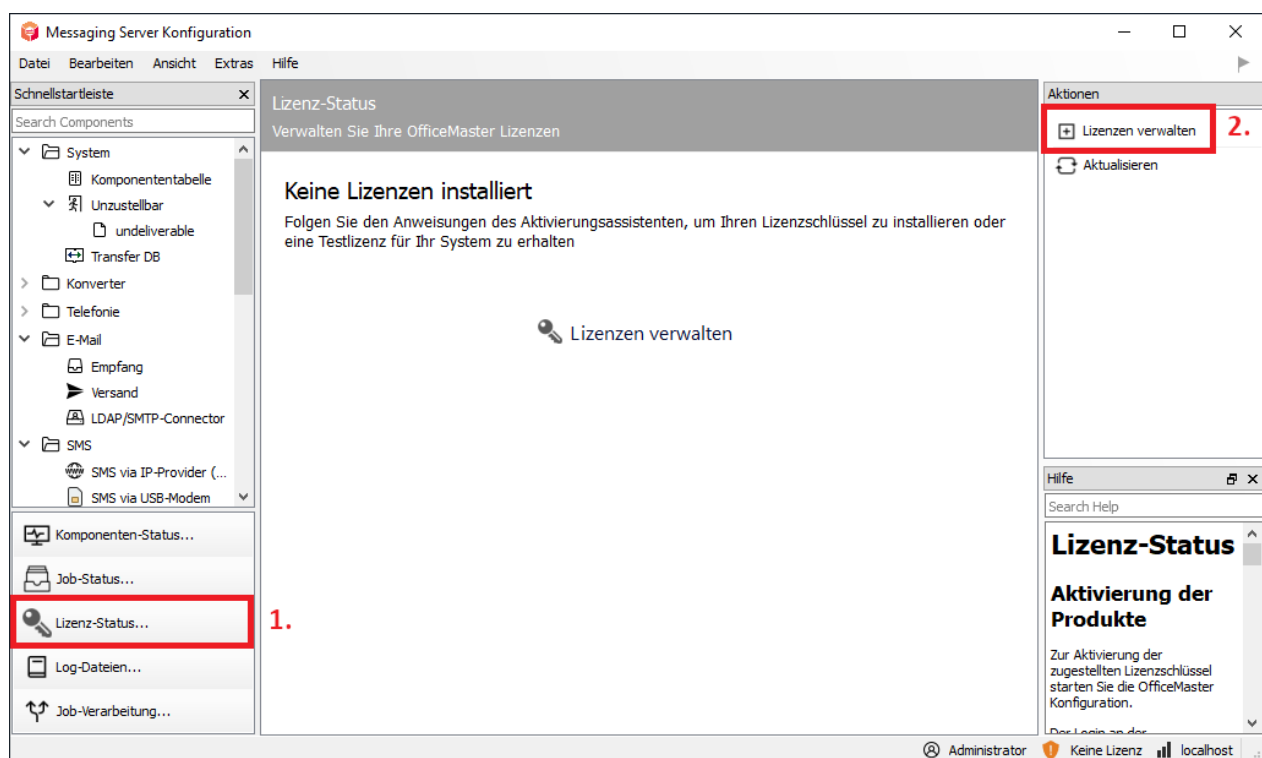 Messaging Server Konfiguration
Datei Bearbeiten Ansicht Extras Hilfe
Schnellstartleiste
Search Components
System
Komponententabelle
Unzustellbar
undeliverable
Transfer DB
Konverter
Telefonie
E-Mail
Empfang
Versand
LDAP/SMTP-Connector
SMS
SMS via IP-Provider (...
SMS via USB-Modem
Komponenten-Status...
Job-Status...
Lizenz-Status...
1.
Log-Dateien...
Job-Verarbeitung...
Lizenz-Status
Verwalten Sie Ihre OfficeMaster Lizenzen
Keine Lizenzen installiert
Folgen Sie den Anweisungen des Aktivierungsassistenten, um Ihren Lizenzschlüssel zu installieren oder
eine Testlizenz für Ihr System zu erhalten
Lizenzen verwalten
Aktionen
Lizenzen verwalten
2.
Aktualisieren
Hilfe
Search Help
Lizenz-Status
Aktivierung der
Produkte
Zur Aktivierung der
zugestellten Lizenzschlüssel
starten Sie die OfficeMaster
Konfiguration.
Der Login an der
Administrator Keine Lizenz localhost